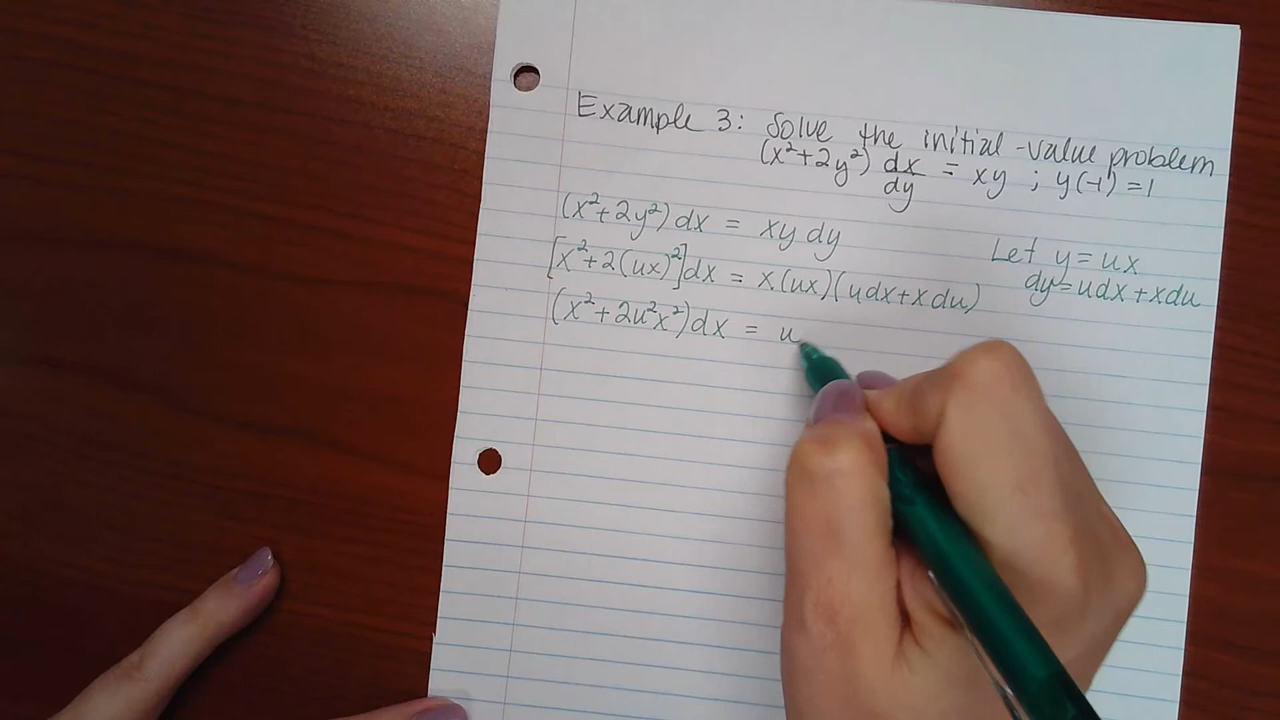 Example 3: Solve the initial-value problem
(x²+2y²) dx/dy = xy ; y(-1) = 1
(x²+2y²)dx = xy dy
Let y = ux
[x²+2(ux)²]dx = x(ux)(udx+xdu)
dy = udx+xdu
(x²+2u²x²)dx = u